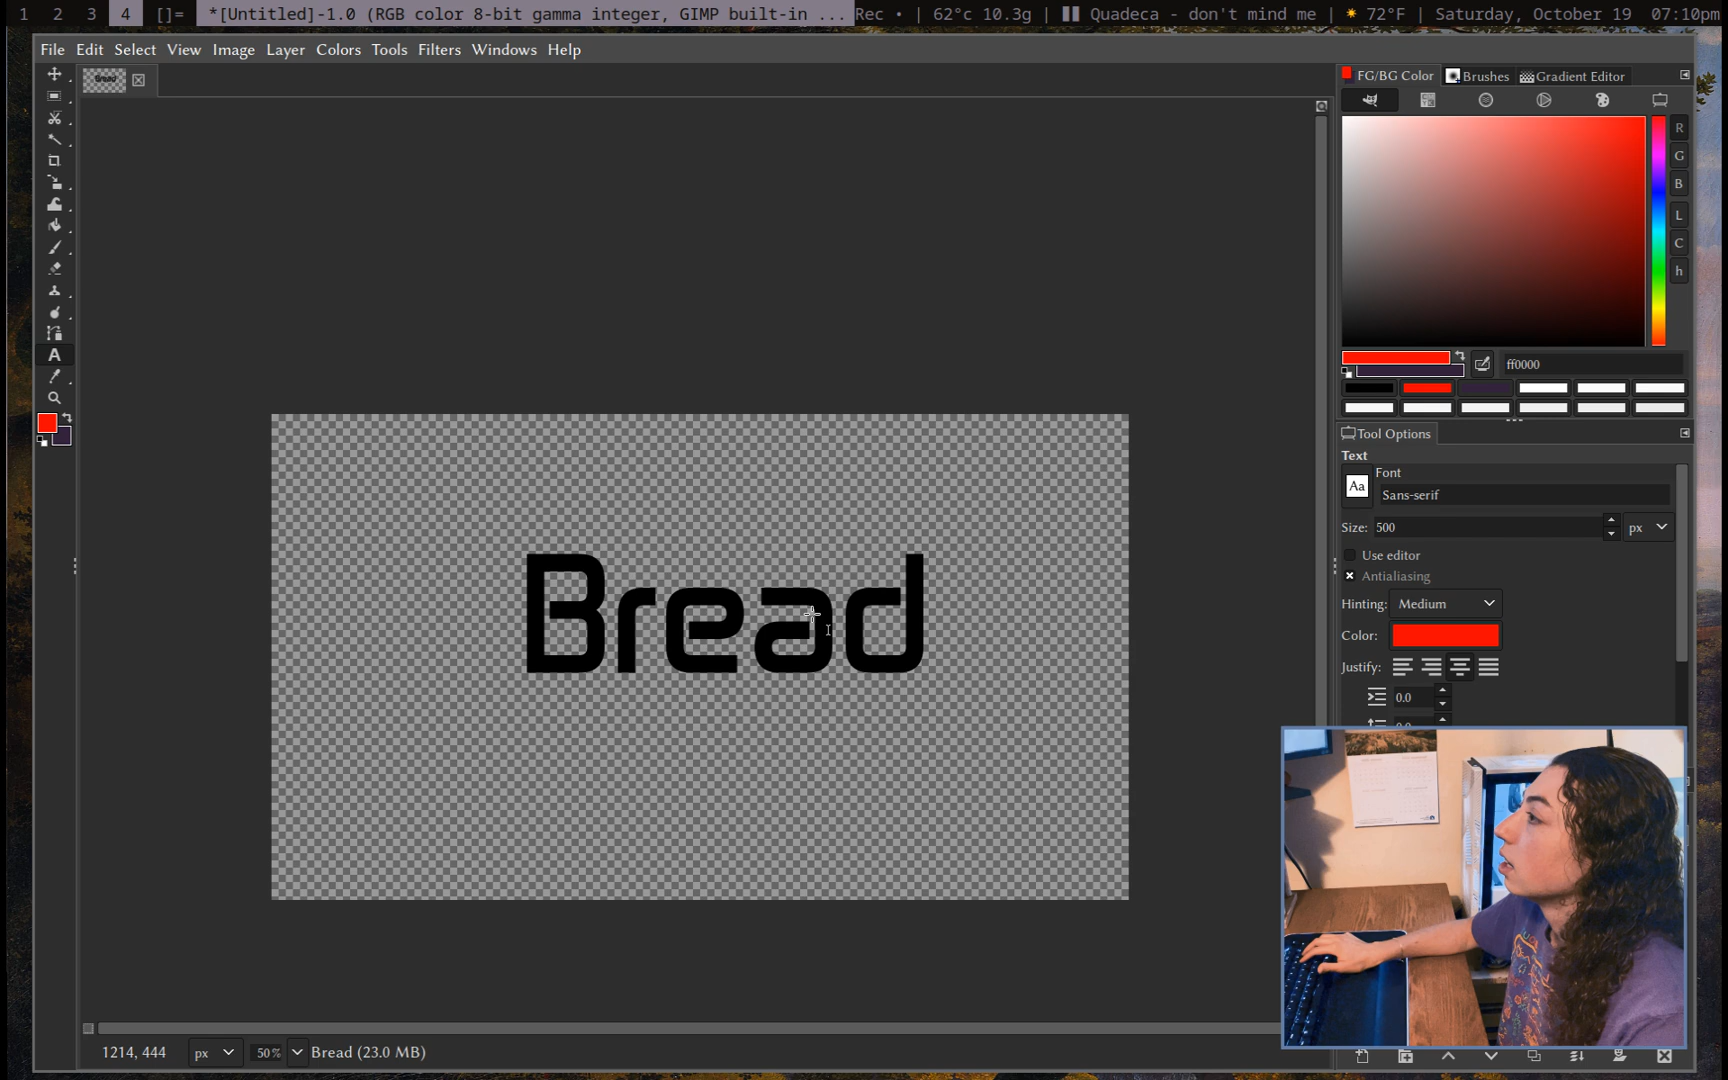 1 2 3 4 []= *[Untitled]-1.0 (RGB color 8-bit gamma integer, GIMP built-in ... Rec • | 62°c 10.3g | Quadeca - don't mind me | 72°F | Saturday, October 19 07:10pm
File Edit Select View Image Layer Colors Tools Filters Windows Help
FG/BG Color Brushes Gradient Editor
R
G
B
L
C
h
ff0000
Tool Options
Text
Font
Aa Sans-serif
Size: 500 px
Use editor
Antialiasing
Hinting: Medium
Color:
Justify:
0.0
Bread
1214, 444 px 50% Bread (23.0 MB)